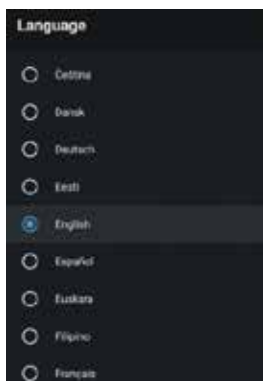 Language
Čeština
Dansk
Deutsch
Eesti
English
Español
Euskara
Filipino
Français